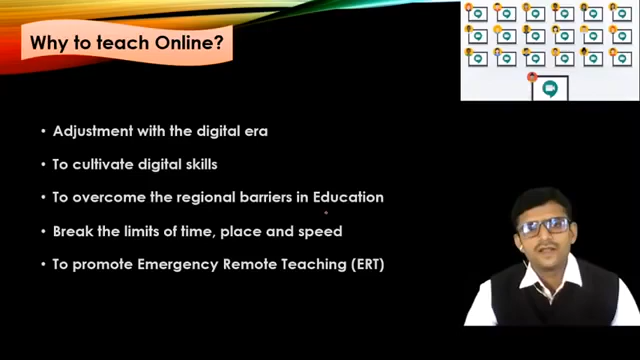 Why to teach Online?
• Adjustment with the digital era
• To cultivate digital skills
• To overcome the regional barriers in Education
• Break the limits of time, place and speed
• To promote Emergency Remote Teaching (ERT)